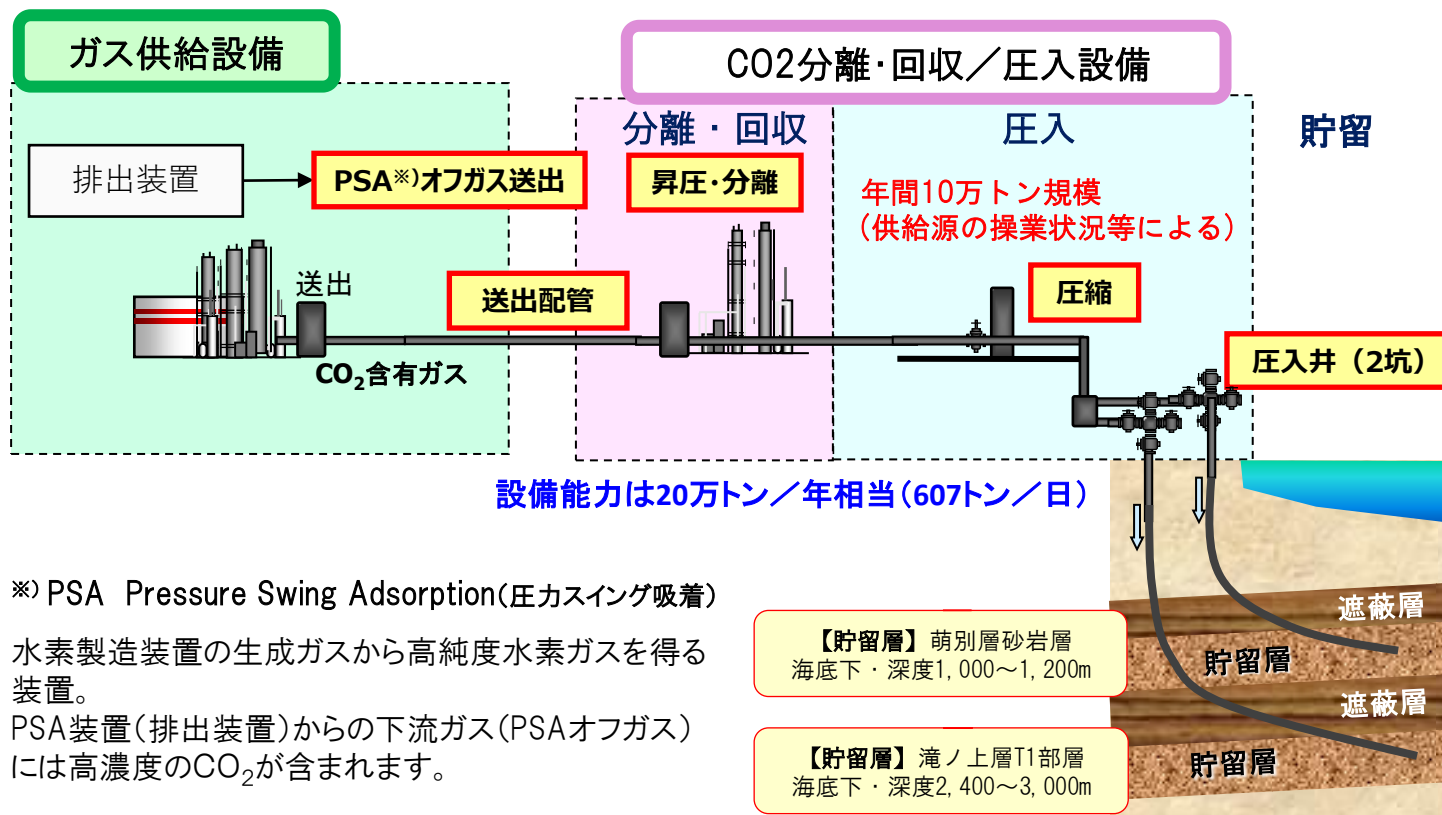 ガス供給設備
CO2分離･回収／圧入設備
分離・回収
圧入
貯留
排出装置
PSA※)オフガス送出
昇圧･分離
年間10万トン規模
（供給源の操業状況等による）
送出
送出配管
圧縮
CO₂含有ガス
圧入井（2坑）
設備能力は20万トン／年相当（607トン／日）
※) PSA Pressure Swing Adsorption（圧力スイング吸着）
水素製造装置の生成ガスから高純度水素ガスを得る
装置。
PSA装置（排出装置）からの下流ガス（PSAオフガス）
には高濃度のCO₂が含まれます。
【貯留層】萌別層砂岩層
海底下・深度1,000～1,200m
【貯留層】滝ノ上層T1部層
海底下・深度2,400～3,000m
遮蔽層
貯留層
遮蔽層
貯留層